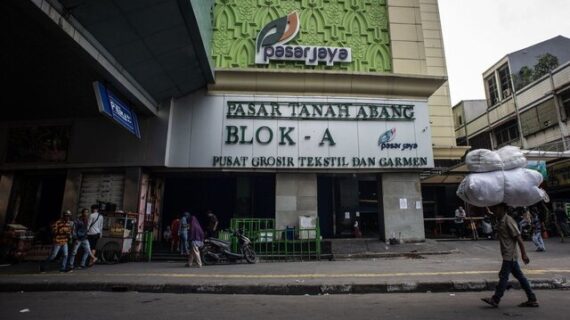 pasarjaya
PASAR TANAH ABANG
BLOK-A
pasarjaya
PUSAT GROSIR TEKSTIL DAN GARMEN